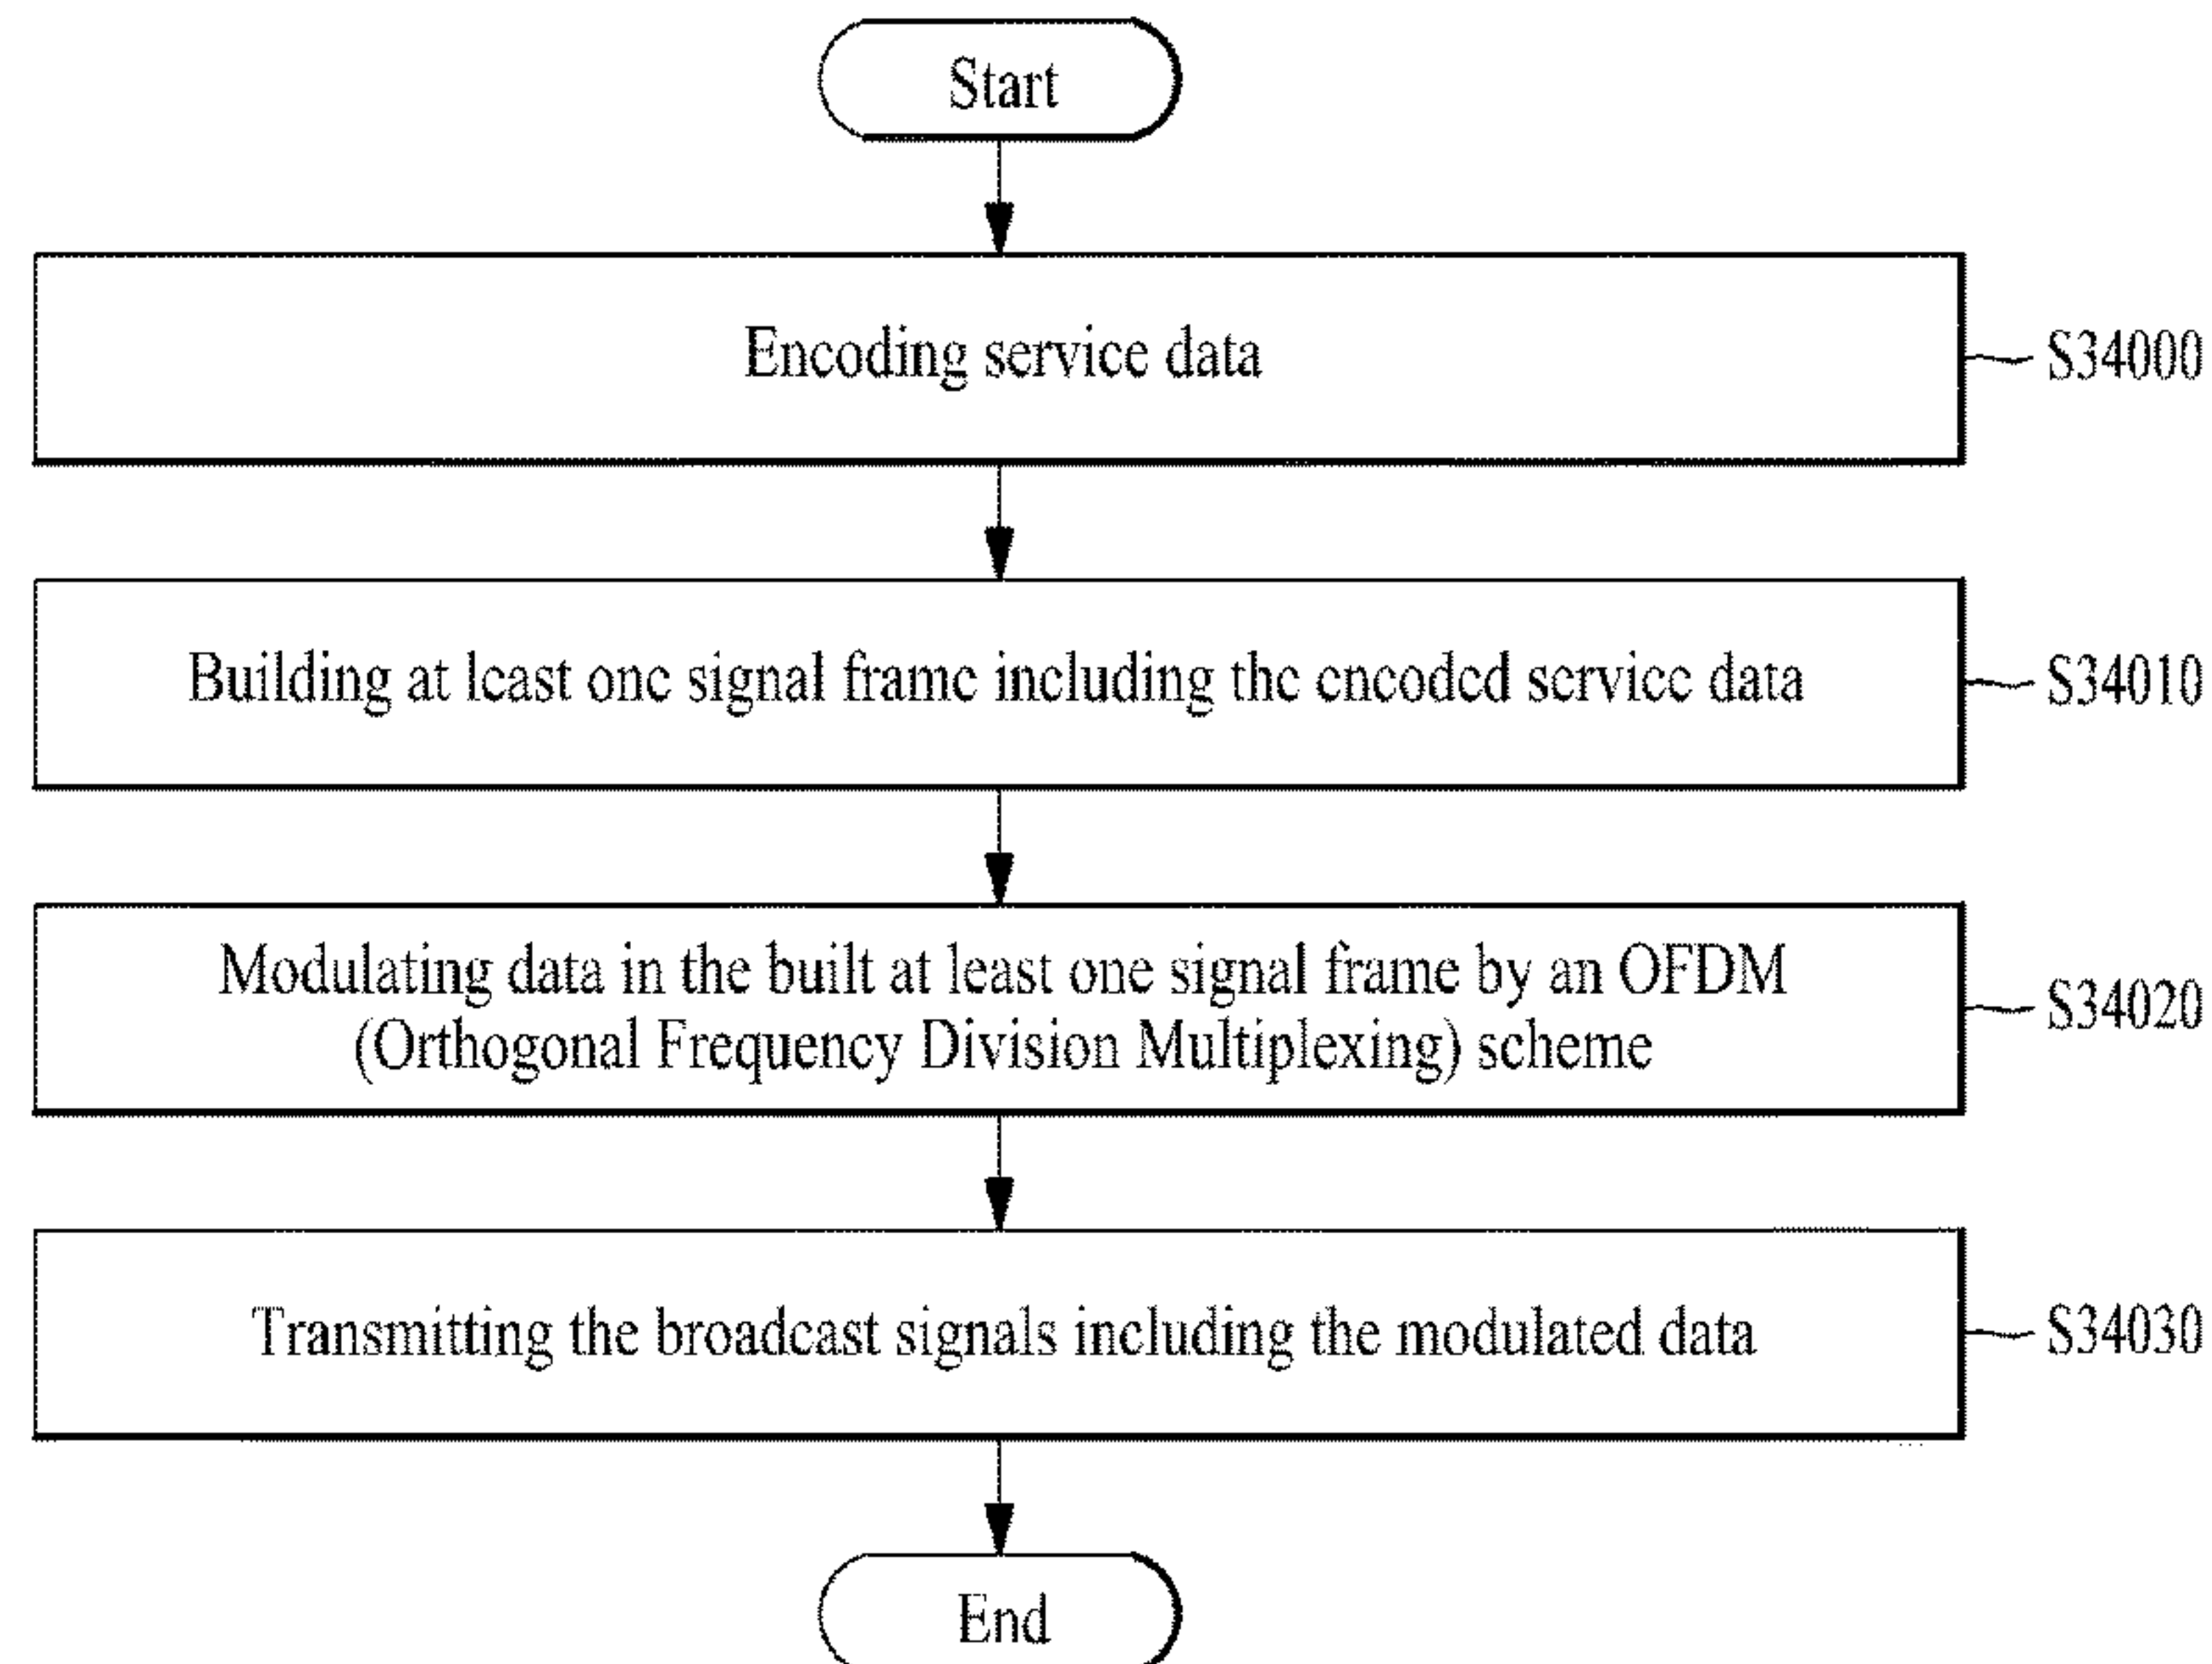 Start
Encoding service data
S34000
Building at least one signal frame including the encoded service data
S34010
Modulating data in the built at least one signal frame by an OFDM
(Orthogonal Frequency Division Multiplexing) scheme
S34020
Transmitting the broadcast signals including the modulated data
S34030
End